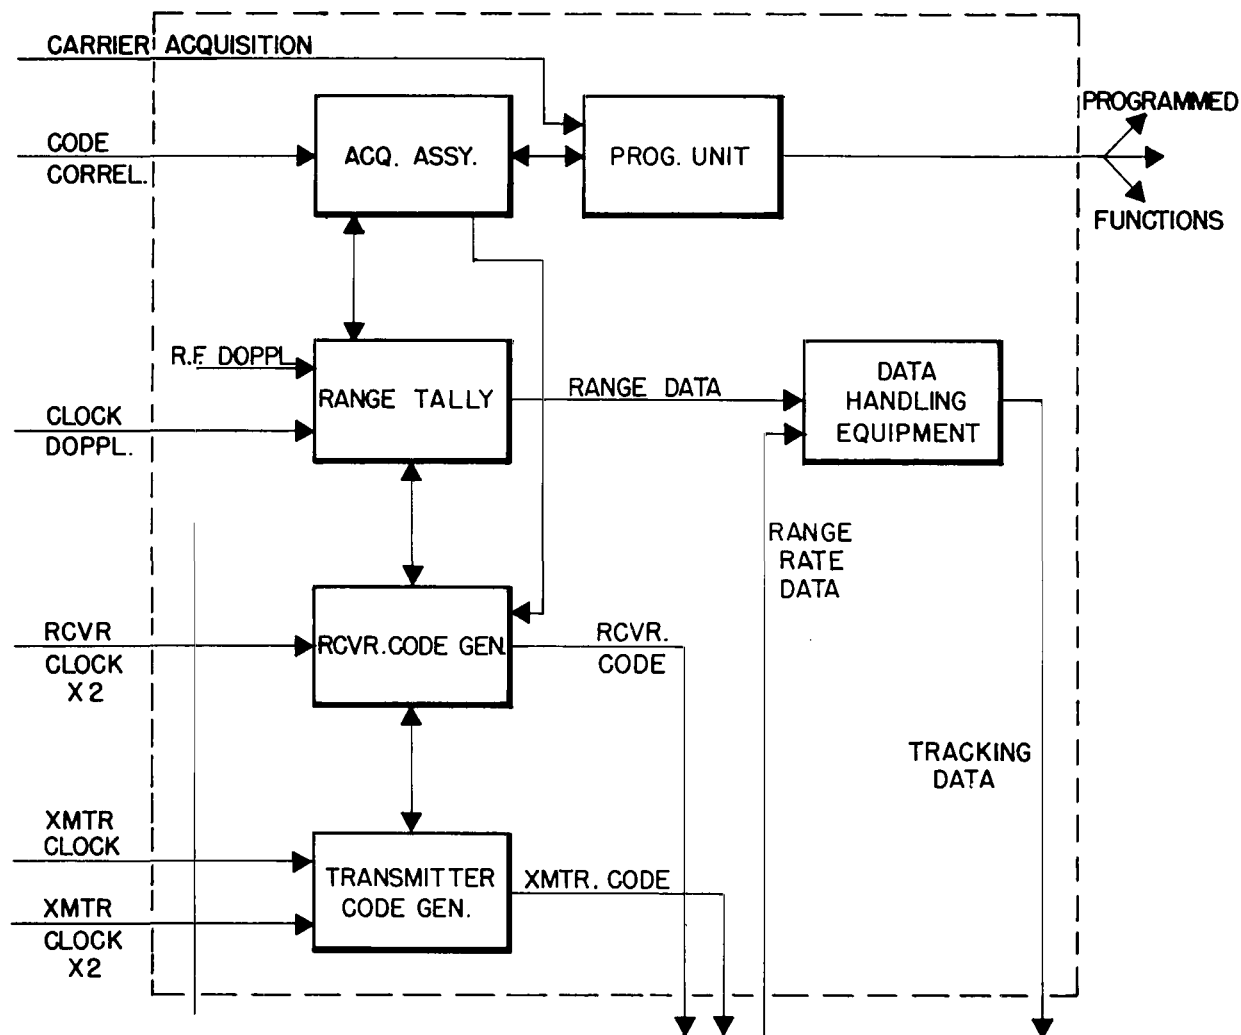 CARRIER ACQUISITION
PROGRAMMED
FUNCTIONS
CODE
CORREL.
ACQ. ASSY.
PROG. UNIT
R.F. DOPPL
CLOCK
DOPPL.
RANGE TALLY
RANGE DATA
DATA
HANDLING
EQUIPMENT
RANGE
RATE
DATA
RCVR
CLOCK
X2
RCVR. CODE GEN.
RCVR.
CODE
TRACKING
DATA
XMTR
CLOCK
XMTR
CLOCK
X2
TRANSMITTER
CODE GEN.
XMTR. CODE